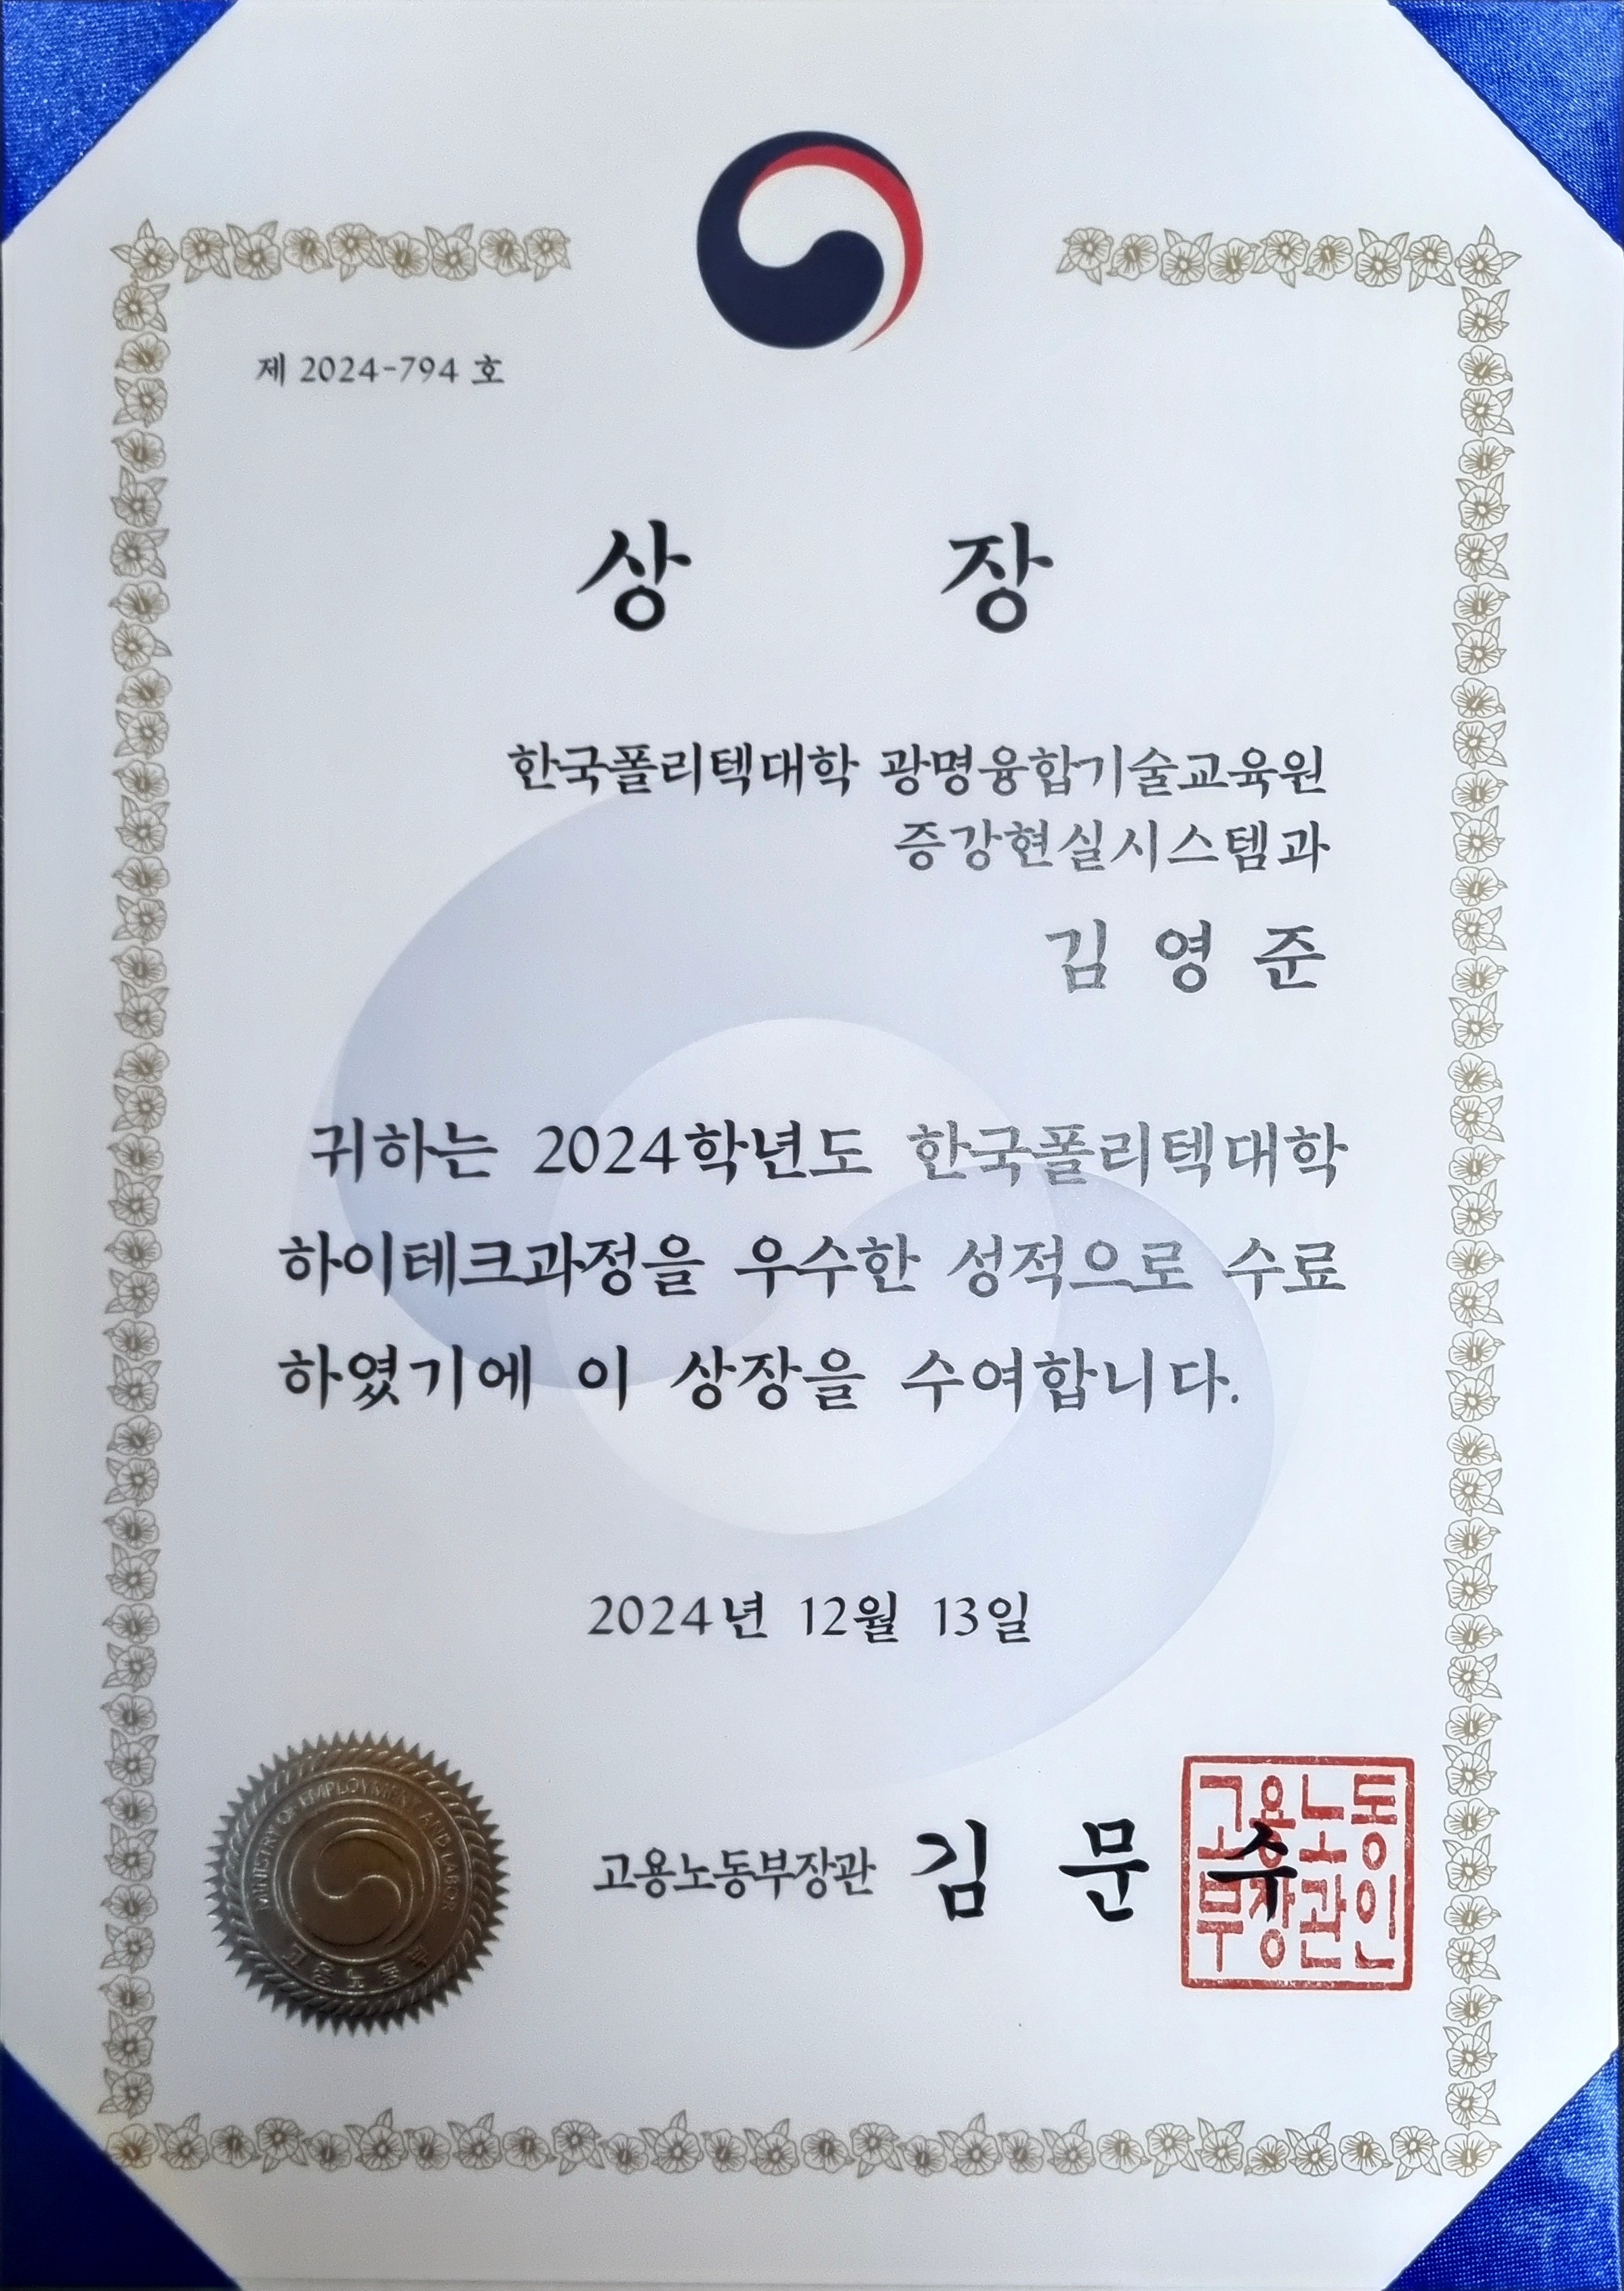 제 2024-794 호
상 장
한국폴리텍대학 광명융합기술교육원
증강현실시스템과
김 영 준
귀하는 2024학년도 한국폴리텍대학
하이테크과정을 우수한 성적으로 수료
하였기에 이 상장을 수여합니다.
2024년 12월 13일
MINISTRY OF EMPLOYMENT AND LABOR
고용노동부
고용노동부장관 김 문 수
고용노동
부장관인